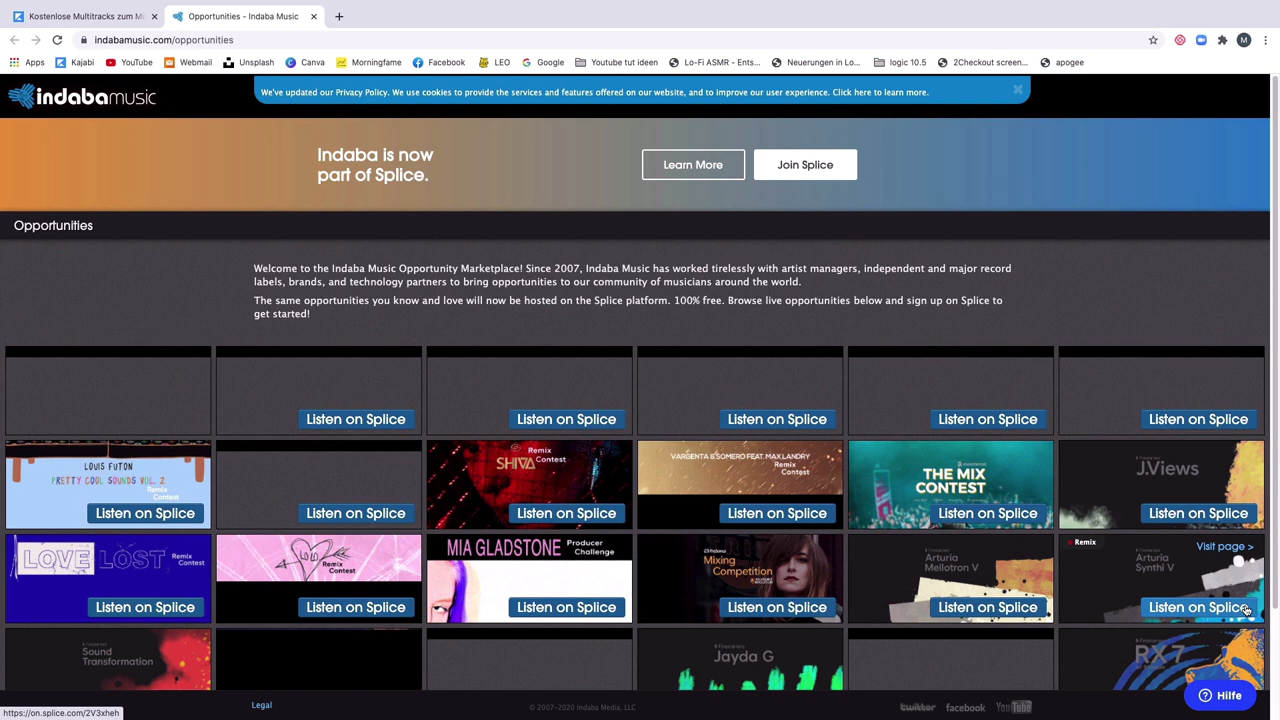 Kostenlose Multitracks zum Mi
Opportunities - Indaba Music
indabamusic.com/opportunities
M
Apps
Kajabi
YouTube
Webmail
Unsplash
Canva
Morningfame
Facebook
LEO
Google
Youtube tut ideen
Lo-Fi ASMR - Ents...
Neuerungen in Lo...
logic 10.5
2Checkout screen...
apogee
indabamusic
We've updated our Privacy Policy. We use cookies to provide the services and features offered on our website, and to improve our user experience. Click here to learn more.
Indaba is now
part of Splice.
Learn More
Join Splice
Opportunities
Welcome to the Indaba Music Opportunity Marketplace! Since 2007, Indaba Music has worked tirelessly with artist managers, independent and major record
labels, brands, and technology partners to bring opportunities to our community of musicians around the world.
The same opportunities you know and love will now be hosted on the Splice platform. 100% free. Browse live opportunities below and sign up on Splice to
get started!
Listen on Splice
Listen on Splice
Listen on Splice
Listen on Splice
Listen on Splice
LOUIS FUTON
PRETTY COOL SOUNDS VOL. 2
Remix
Contest
Listen on Splice
Listen on Splice
SHIVA
Remix
Contest
Listen on Splice
VARGENTA & SOMERO FEAT. MAX LANDRY
Remix
Contest
Listen on Splice
THE MIX
CONTEST
Listen on Splice
JViews
Listen on Splice
LOVE LOST
Remix
Contest
Listen on Splice
Remix
Contest
Listen on Splice
MIA GLADSTONE
Producer
Challenge
Listen on Splice
Mixing
Competition
Listen on Splice
Arturia
Mellotron V
Listen on Splice
Remix
Visit page >
Arturia
Synthi V
Listen on Splice
Sound
Transformation
Jayda G
RX 7
Hilfe
Legal
© 2007-2020 Indaba Media, LLC
twitter
facebook
YouTube
https://on.splice.com/2V3xheh